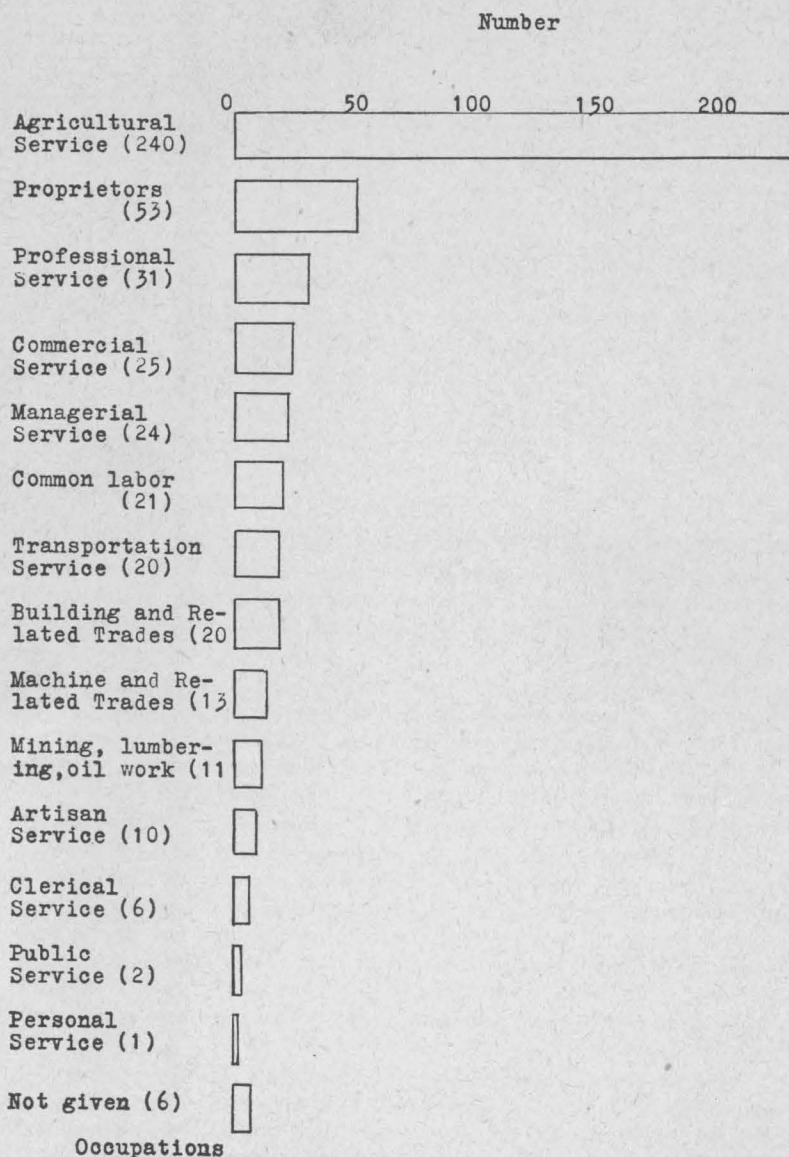 Number
0 50 100 150 200
Agricultural
Service (240)
Proprietors
(53)
Professional
Service (31)
Commercial
Service (25)
Managerial
Service (24)
Common labor
(21)
Transportation
Service (20)
Building and Re-
lated Trades (20
Machine and Re-
lated Trades (13
Mining, lumber-
ing,oil work (11
Artisan
Service (10)
Clerical
Service (6)
Public
Service (2)
Personal
Service (1)
Not given (6)
Occupations